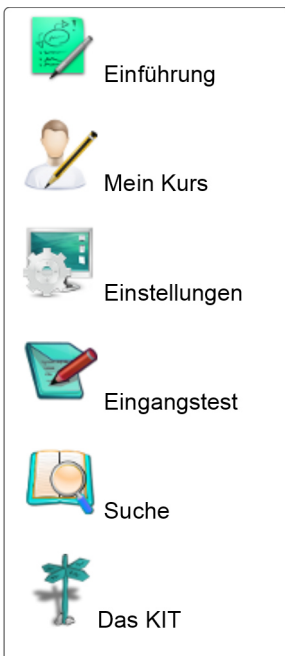 Einführung
Mein Kurs
Einstellungen
Eingangstest
Suche
Das KIT